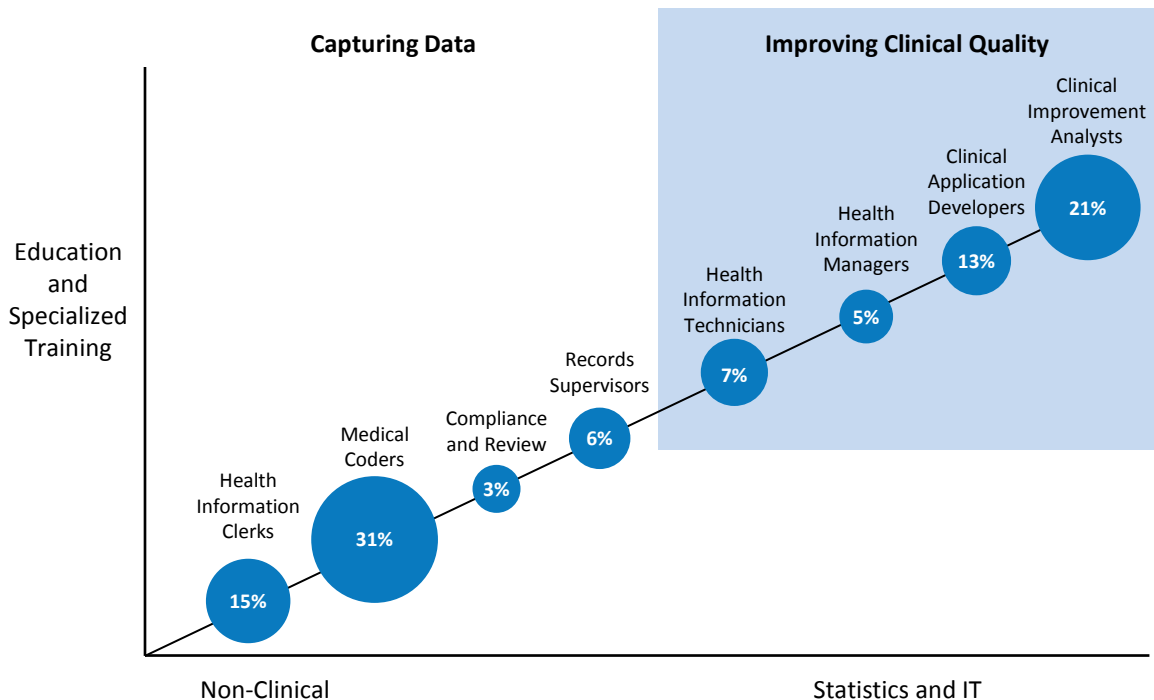 Capturing Data
Improving Clinical Quality
Clinical
Improvement
Analysts
21%
Clinical
Application
Developers
13%
Health
Information
Managers
5%
Health
Information
Technicians
7%
Education
and
Specialized
Training
Records
Supervisors
6%
Compliance
and Review
3%
Medical
Coders
31%
Health
Information
Clerks
15%
Non-Clinical
Statistics and IT